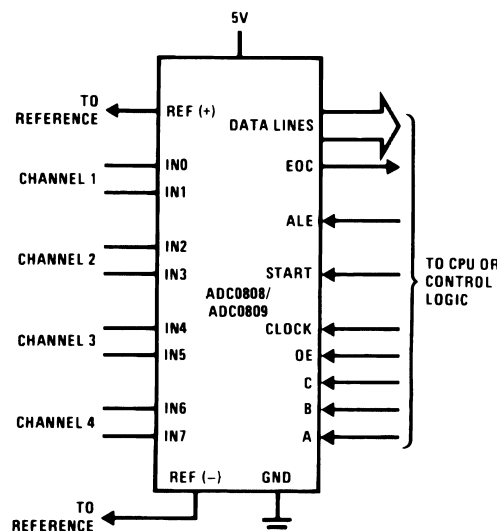 5V
TO
REFERENCE
REF (+)
DATA LINES
IN0
EOC
CHANNEL 1
IN1
ALE
IN2
CHANNEL 2
IN3
START
TO CPU OR
CONTROL
LOGIC
ADC0808/
ADC0809
IN4
CLOCK
CHANNEL 3
IN5
OE
C
IN6
B
CHANNEL 4
IN7
A
REF (−)
GND
TO
REFERENCE